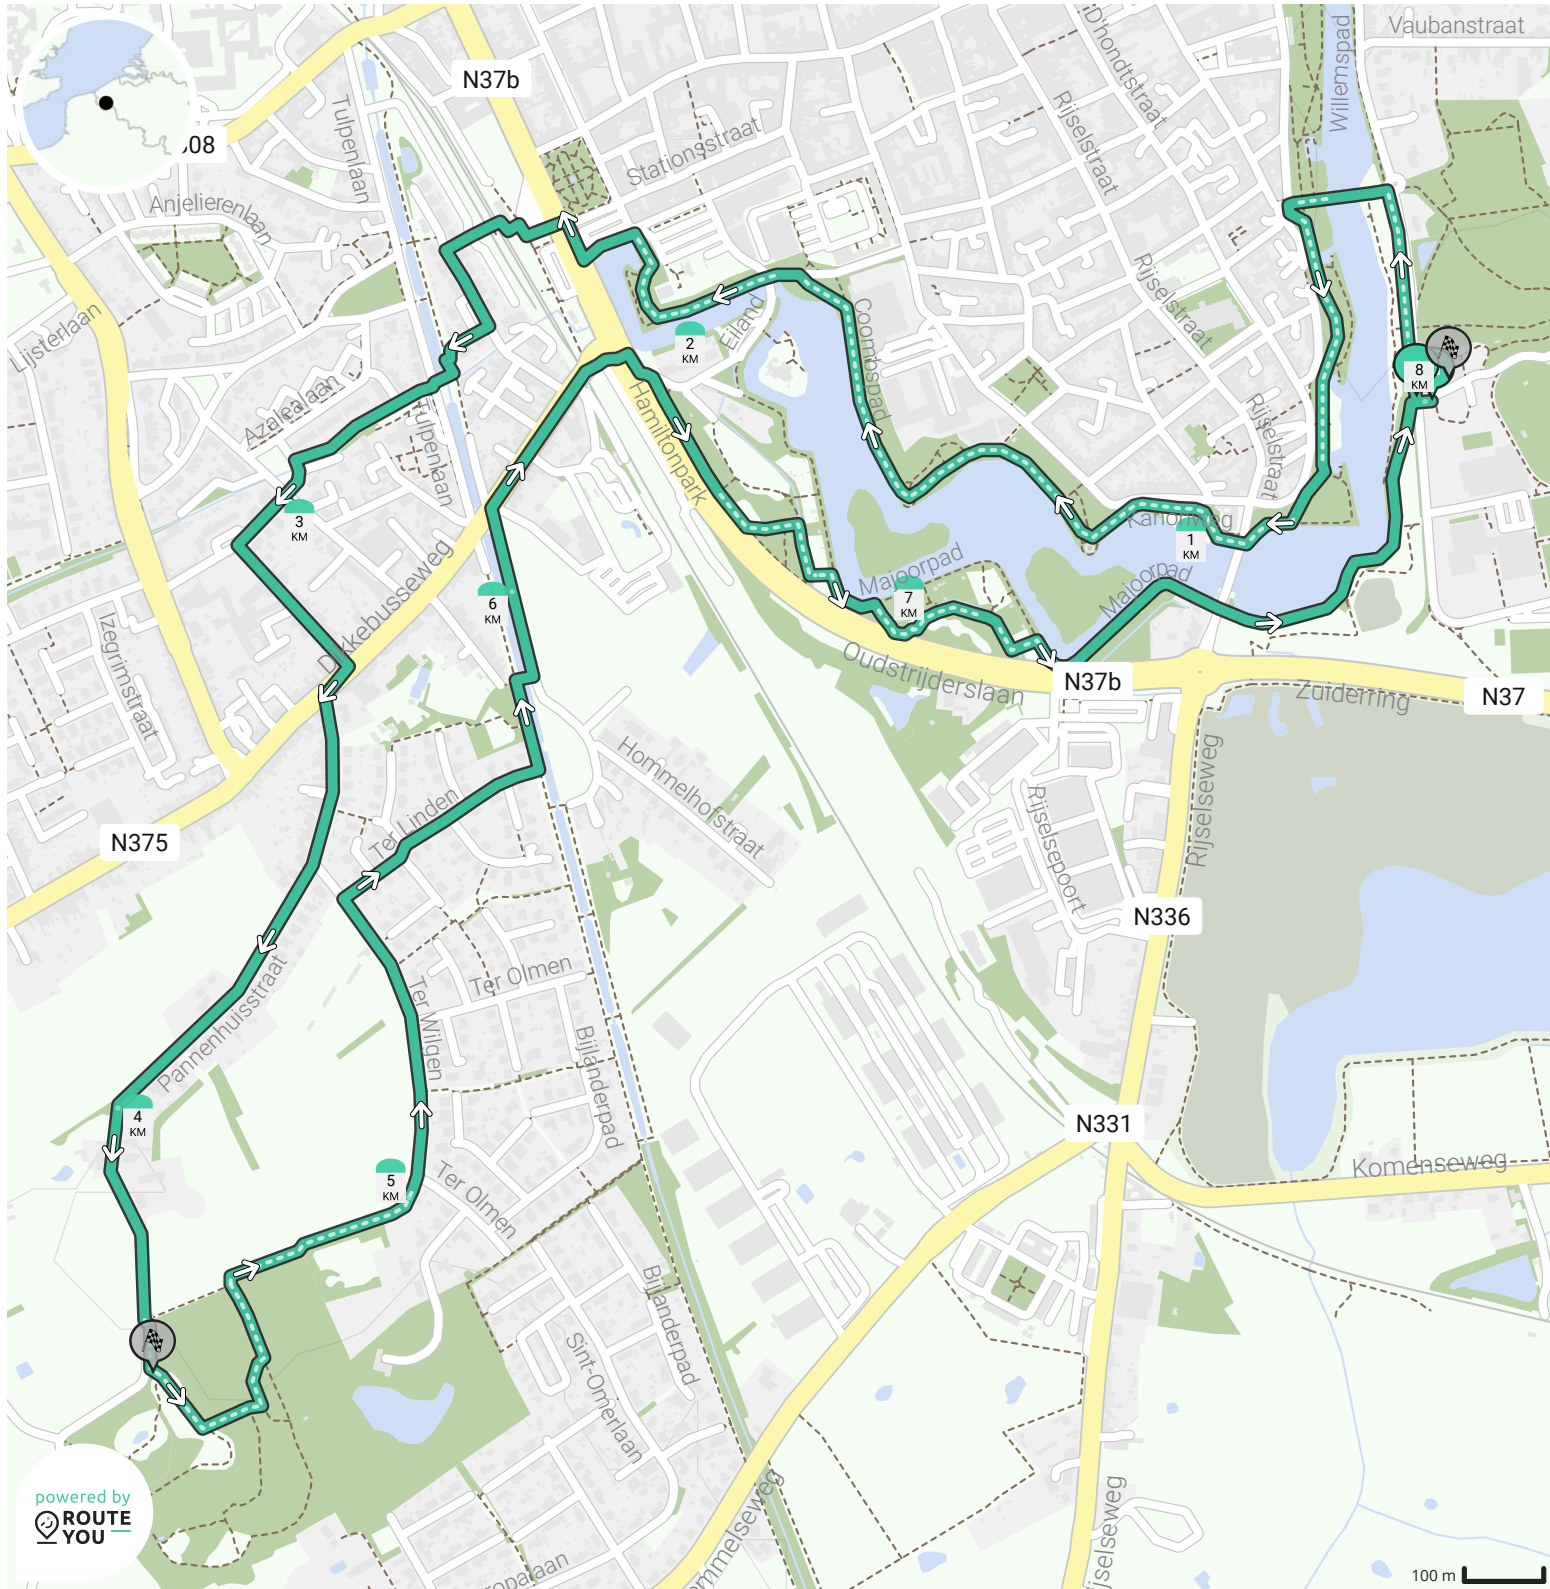 Vaubanstraat
Willemspad
D'hondtstraat
N37b
Rijselstraat
Tulpenlaan
Stationsstraat
Anjelierenlaan
Rijselstraat
Lijsterlaan
Eiland
Coombspad
2
KM
8
KM
Azalealaan
Tulpenlaan
Hamiltonpark
Rijselstraat
3
KM
Kanonweg
1
KM
Dikkebusseweg
Majoorpad
Majoorpad
6
KM
7
KM
Izegrimstraat
Oudstrijderslaan
N37b
Zuiderring
N37
Hommelhofstraat
Rijselseweg
Ter Linden
Rijselsepoort
N375
N336
Ter Olmen
Ter Wilgen
Pannenhuisstraat
Bijlanderpad
4
KM
N331
Komenseweg
5
KM
Ter Olmen
Bijlanderpad
Sint-Omerlaan
powered by
ROUTE
YOU
100 m